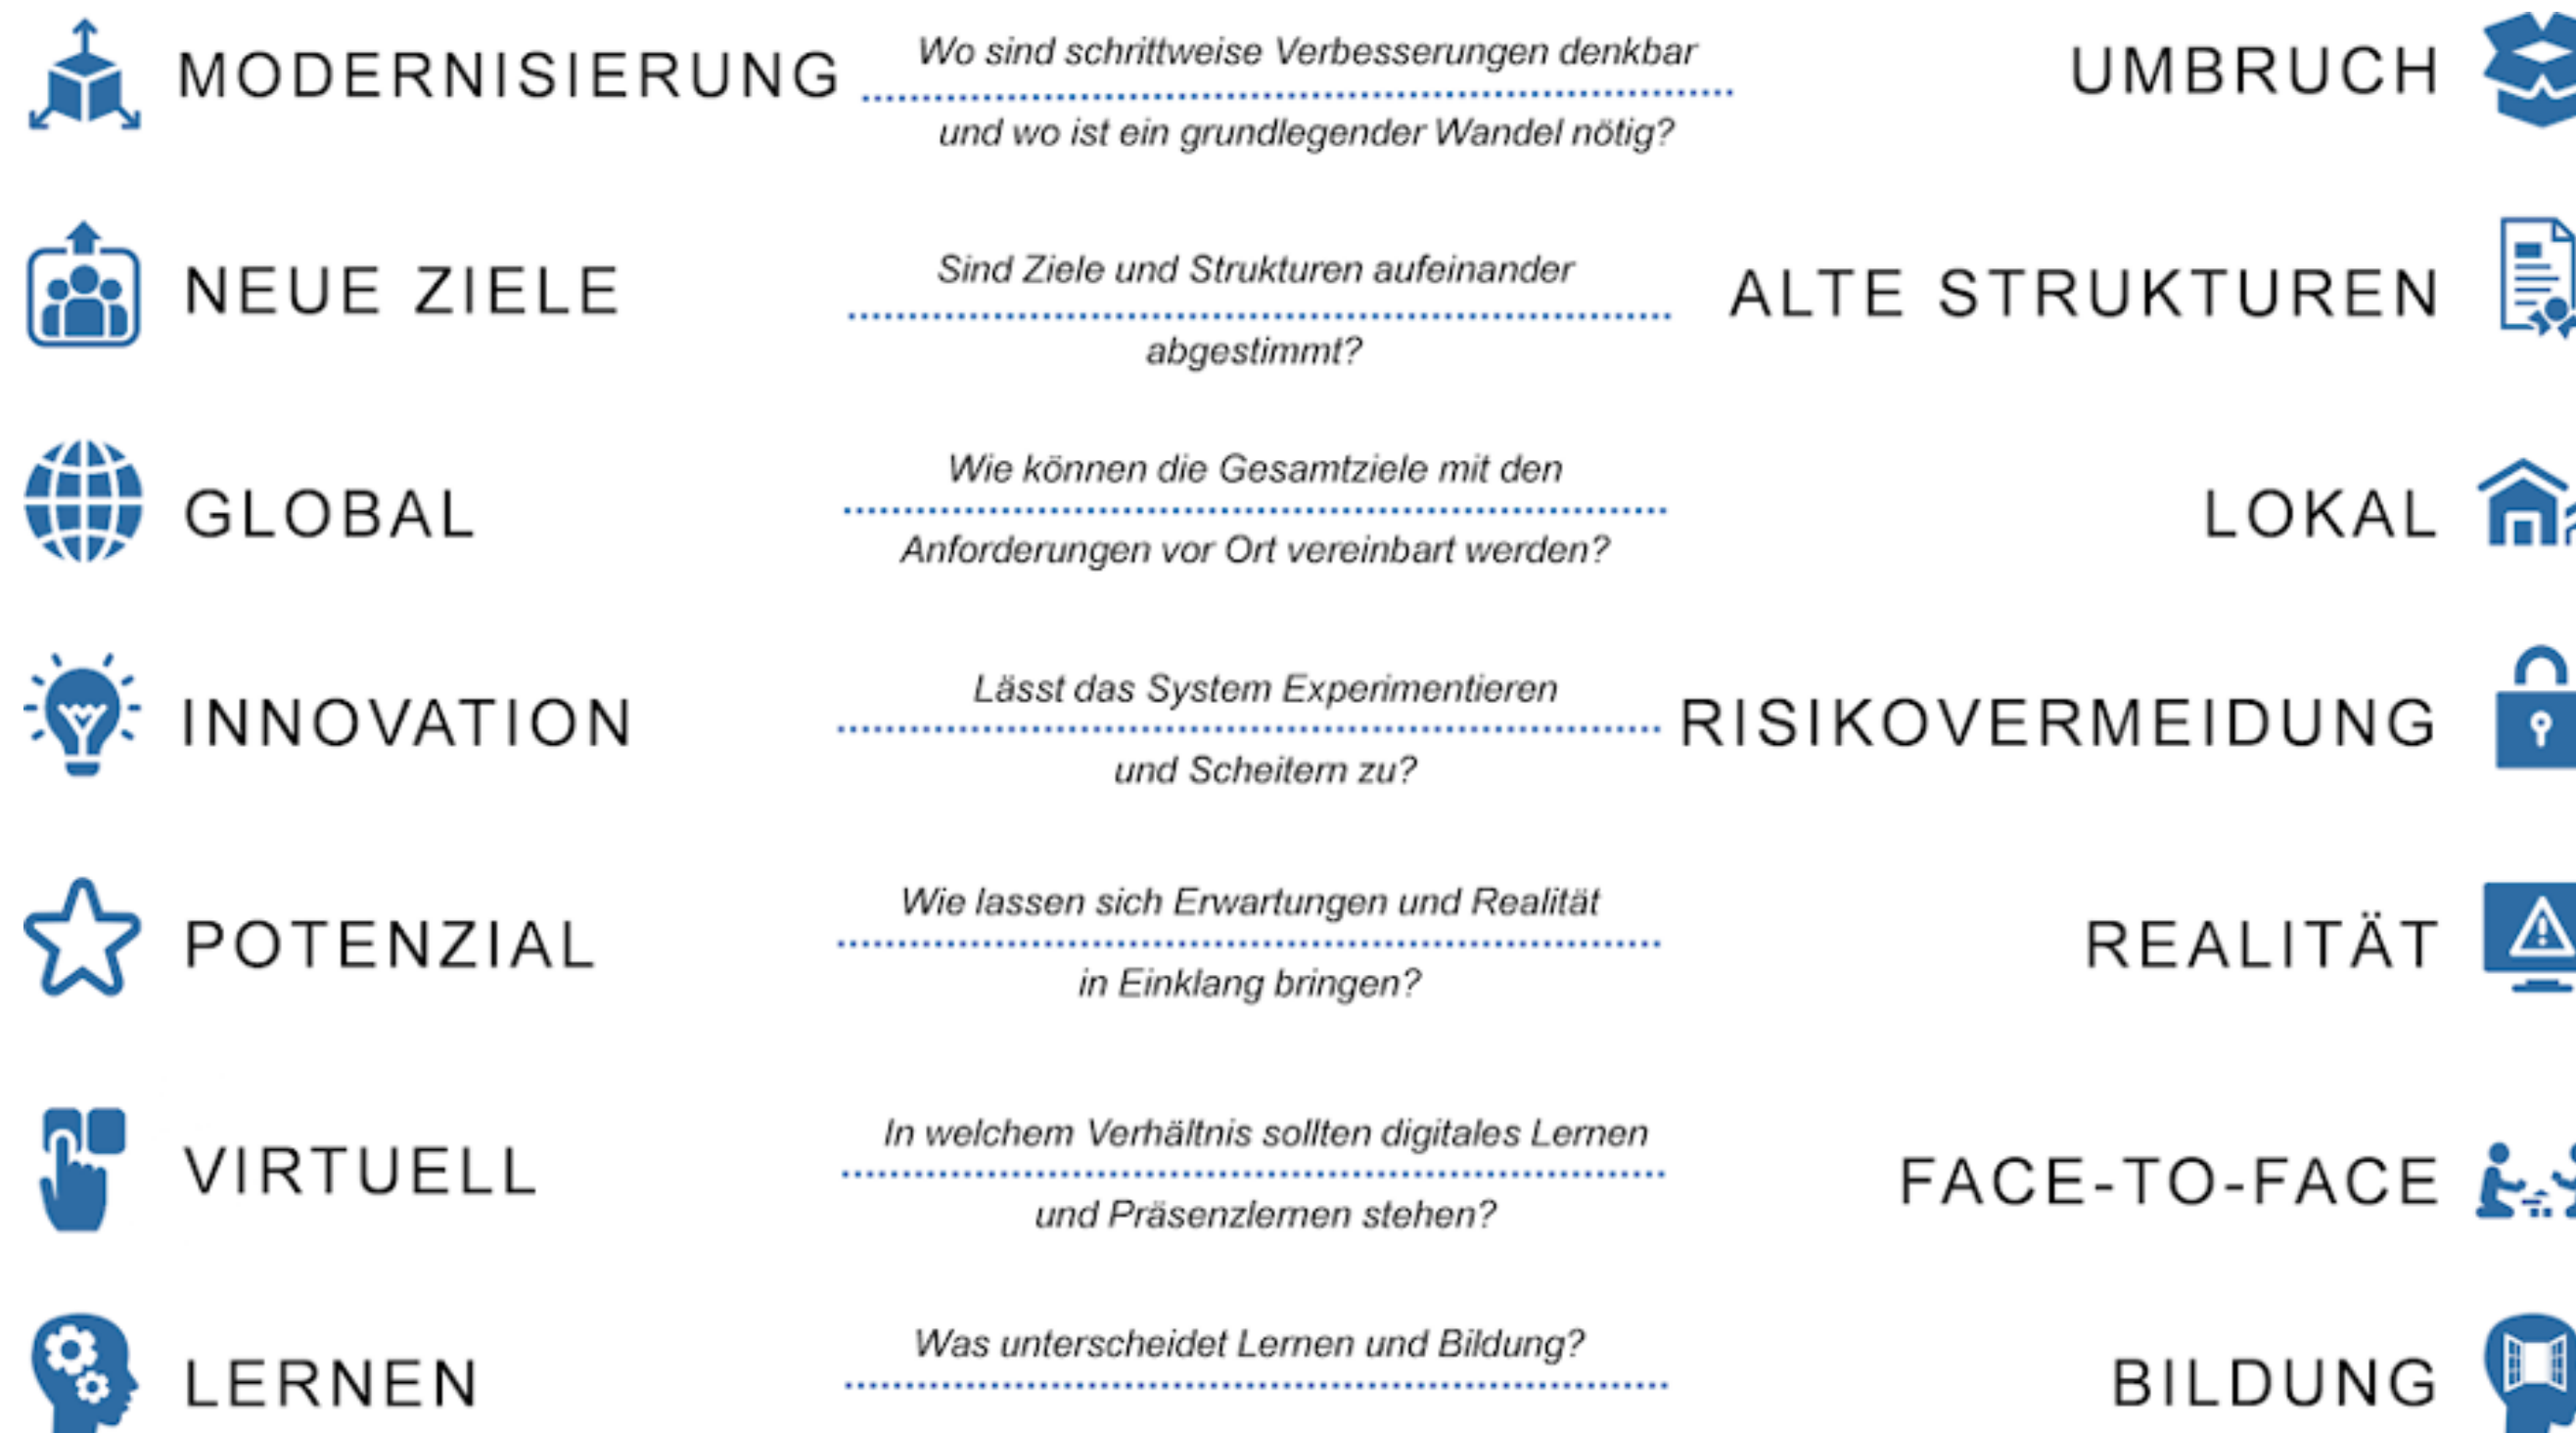 MODERNISIERUNG
Wo sind schrittweise Verbesserungen denkbar
und wo ist ein grundlegender Wandel nötig?
UMBRUCH
NEUE ZIELE
Sind Ziele und Strukturen aufeinander
abgestimmt?
ALTE STRUKTUREN
GLOBAL
Wie können die Gesamtziele mit den
Anforderungen vor Ort vereinbart werden?
LOKAL
INNOVATION
Lässt das System Experimentieren
und Scheitern zu?
RISIKOVERMEIDUNG
POTENZIAL
Wie lassen sich Erwartungen und Realität
in Einklang bringen?
REALITÄT
VIRTUELL
In welchem Verhältnis sollten digitales Lernen
und Präsenzlernen stehen?
FACE-TO-FACE
LERNEN
Was unterscheidet Lernen und Bildung?
BILDUNG